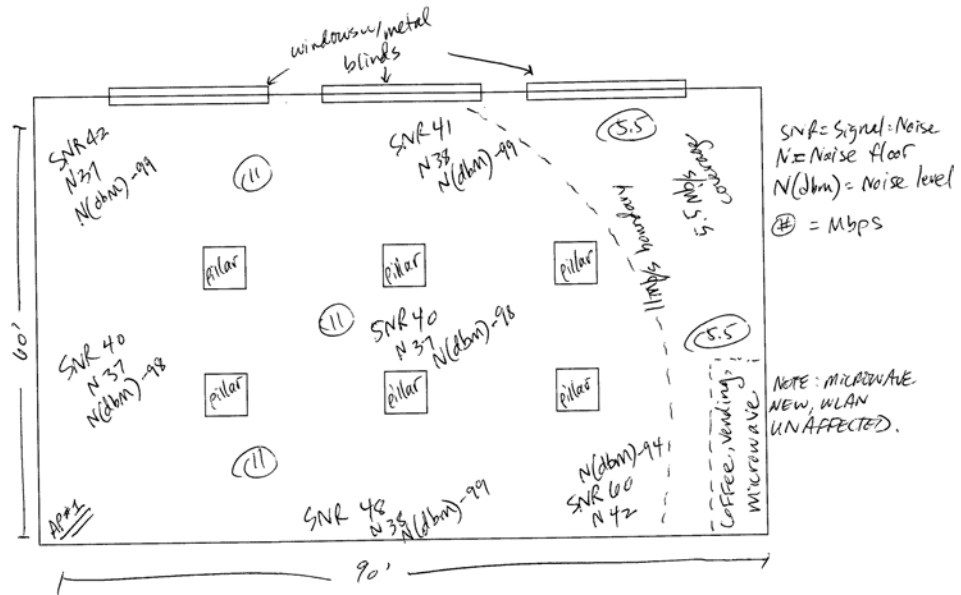 windows w/metal
blinds
SNR 42
N 37
N(dbm)-99
11
SNR 41
N 38
N(dbm)-99
5.5
5.5 Mb/s
coverage
11Mb/s boundary
SNR = Signal:Noise
N = Noise floor
N(dbm) = Noise level
# = Mbps
pillar
pillar
pillar
60'
11
SNR 40
N 37
N(dbm)-98
5.5
SNR 40
N 37
N(dbm)-98
pillar
pillar
pillar
NOTE: MICROWAVE
NEW, WLAN
UNAFFECTED.
Coffee, vending,
microwave
11
N(dbm)-94
SNR 60
N 42
SNR 48
N 38
N(dbm)-99
AP#1
90'